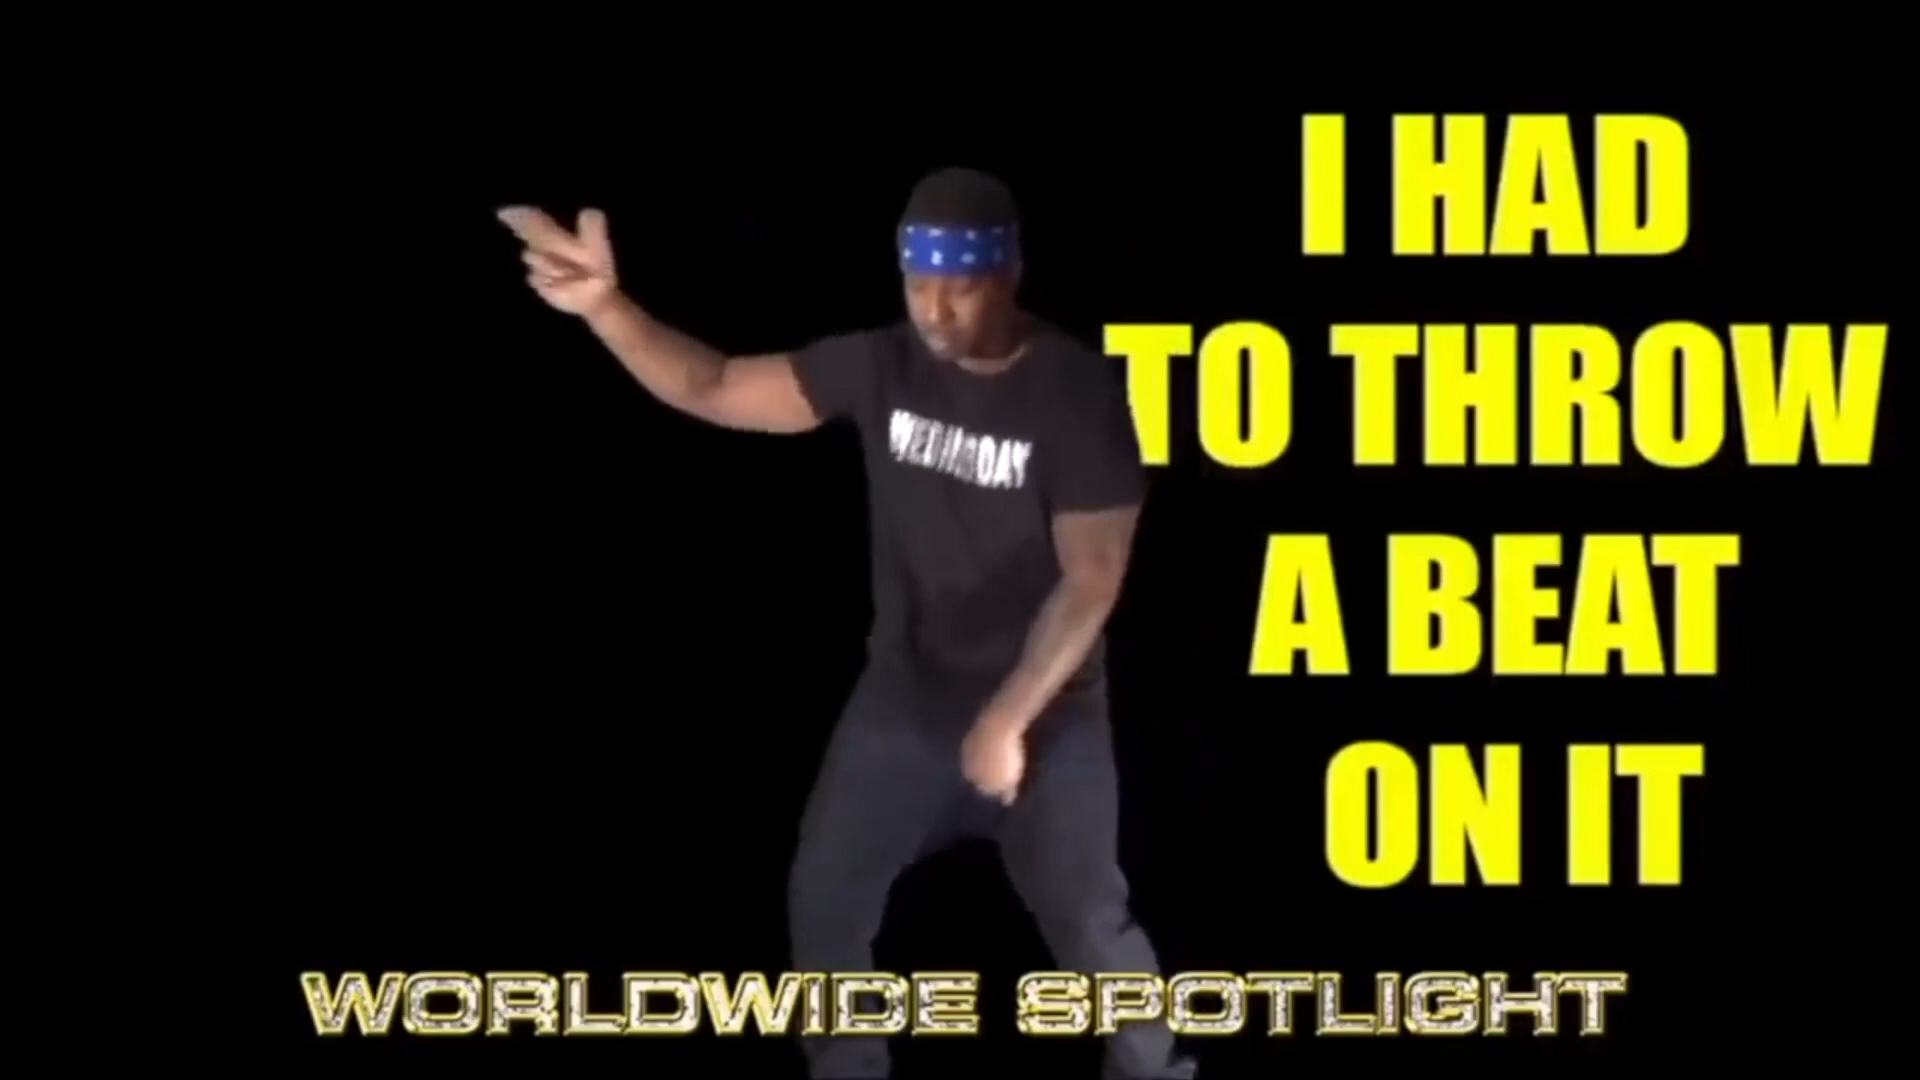 I HAD
TO THROW
A BEAT
ON IT
WORLDWIDE SPOTLIGHT